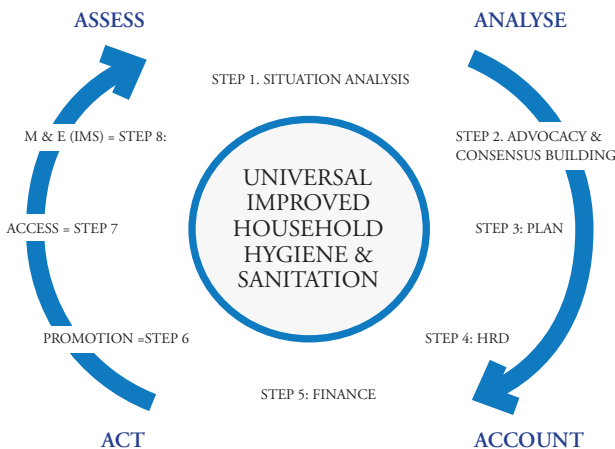 ASSESS
ANALYSE
STEP 1. SITUATION ANALYSIS
M & E (IMS) = STEP 8:
STEP 2. ADVOCACY &
CONSENSUS BUILDING
UNIVERSAL
IMPROVED
HOUSEHOLD
HYGIENE &
SANITATION
ACCESS = STEP 7
STEP 3: PLAN
PROMOTION =STEP 6
STEP 4: HRD
STEP 5: FINANCE
ACT
ACCOUNT